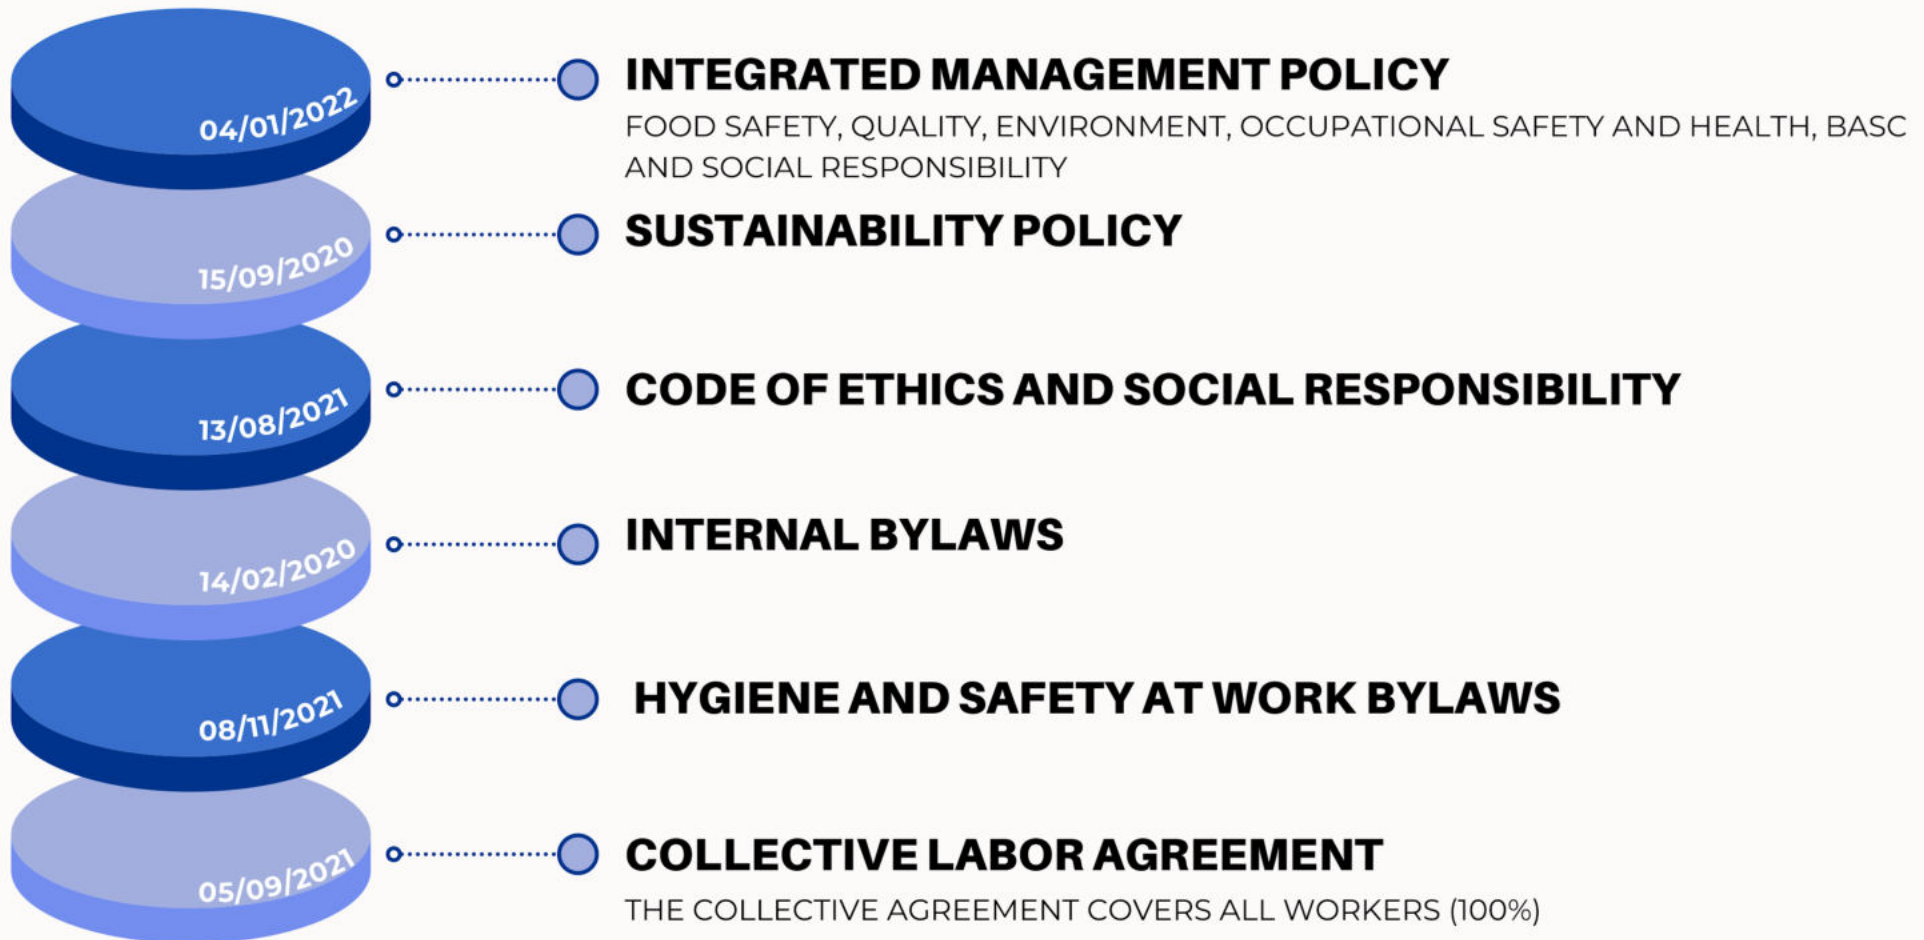 04/01/2022
INTEGRATED MANAGEMENT POLICY
FOOD SAFETY, QUALITY, ENVIRONMENT, OCCUPATIONAL SAFETY AND HEALTH, BASC
AND SOCIAL RESPONSIBILITY
15/09/2020
SUSTAINABILITY POLICY
13/08/2021
CODE OF ETHICS AND SOCIAL RESPONSIBILITY
14/02/2020
INTERNAL BYLAWS
08/11/2021
HYGIENE AND SAFETY AT WORK BYLAWS
05/09/2021
COLLECTIVE LABOR AGREEMENT
THE COLLECTIVE AGREEMENT COVERS ALL WORKERS (100%)